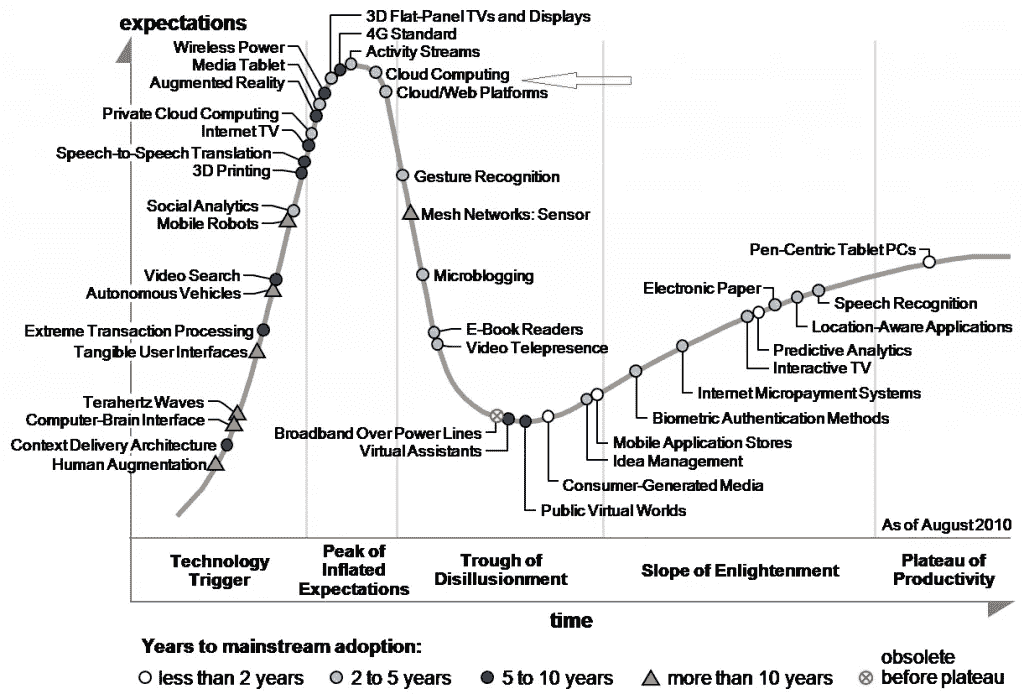 expectations
3D Flat-Panel TVs and Displays
4G Standard
Activity Streams
Wireless Power
Media Tablet
Augmented Reality
Cloud Computing
Cloud/Web Platforms
Private Cloud Computing
Internet TV
Speech-to-Speech Translation
3D Printing
Gesture Recognition
Social Analytics
Mobile Robots
Mesh Networks: Sensor
Pen-Centric Tablet PCs
Video Search
Autonomous Vehicles
Microblogging
Electronic Paper
Speech Recognition
Extreme Transaction Processing
E-Book Readers
Location-Aware Applications
Tangible User Interfaces
Video Telepresence
Predictive Analytics
Interactive TV
Internet Micropayment Systems
Terahertz Waves
Computer-Brain Interface
Biometric Authentication Methods
Context Delivery Architecture
Broadband Over Power Lines
Virtual Assistants
Mobile Application Stores
Human Augmentation
Idea Management
Consumer-Generated Media
Public Virtual Worlds
As of August 2010
Technology
Trigger
Peak of
Inflated
Expectations
Trough of
Disillusionment
Slope of Enlightenment
Plateau of
Productivity
time
Years to mainstream adoption:
less than 2 years
2 to 5 years
5 to 10 years
more than 10 years
obsolete
before plateau